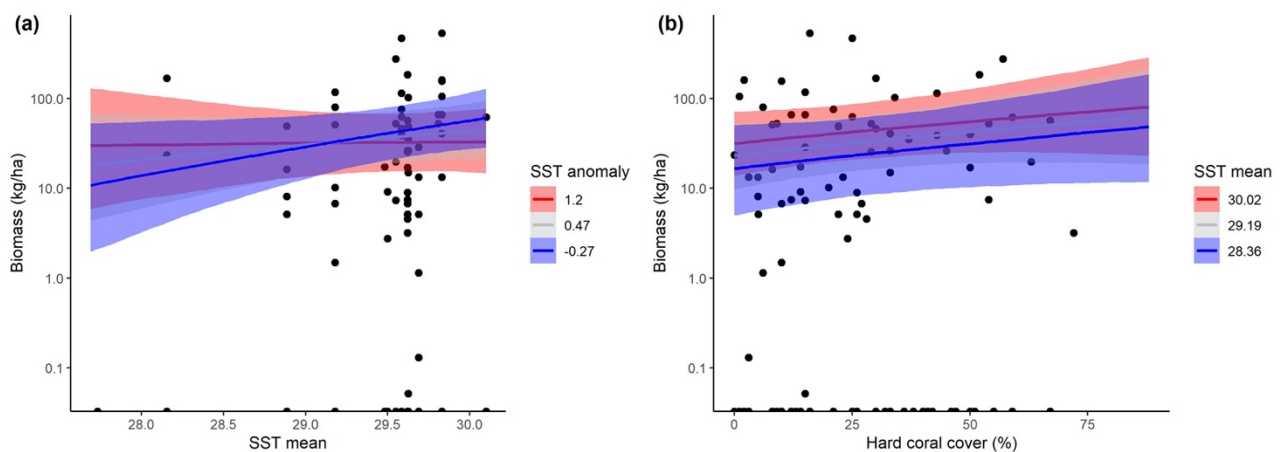 (a)
Biomass (kg/ha)
100.0
10.0
1.0
0.1
28.0 28.5 29.0 29.5 30.0
SST mean
SST anomaly
1.2
0.47
-0.27
(b)
Biomass (kg/ha)
100.0
10.0
1.0
0.1
0 25 50 75
Hard coral cover (%)
SST mean
30.02
29.19
28.36